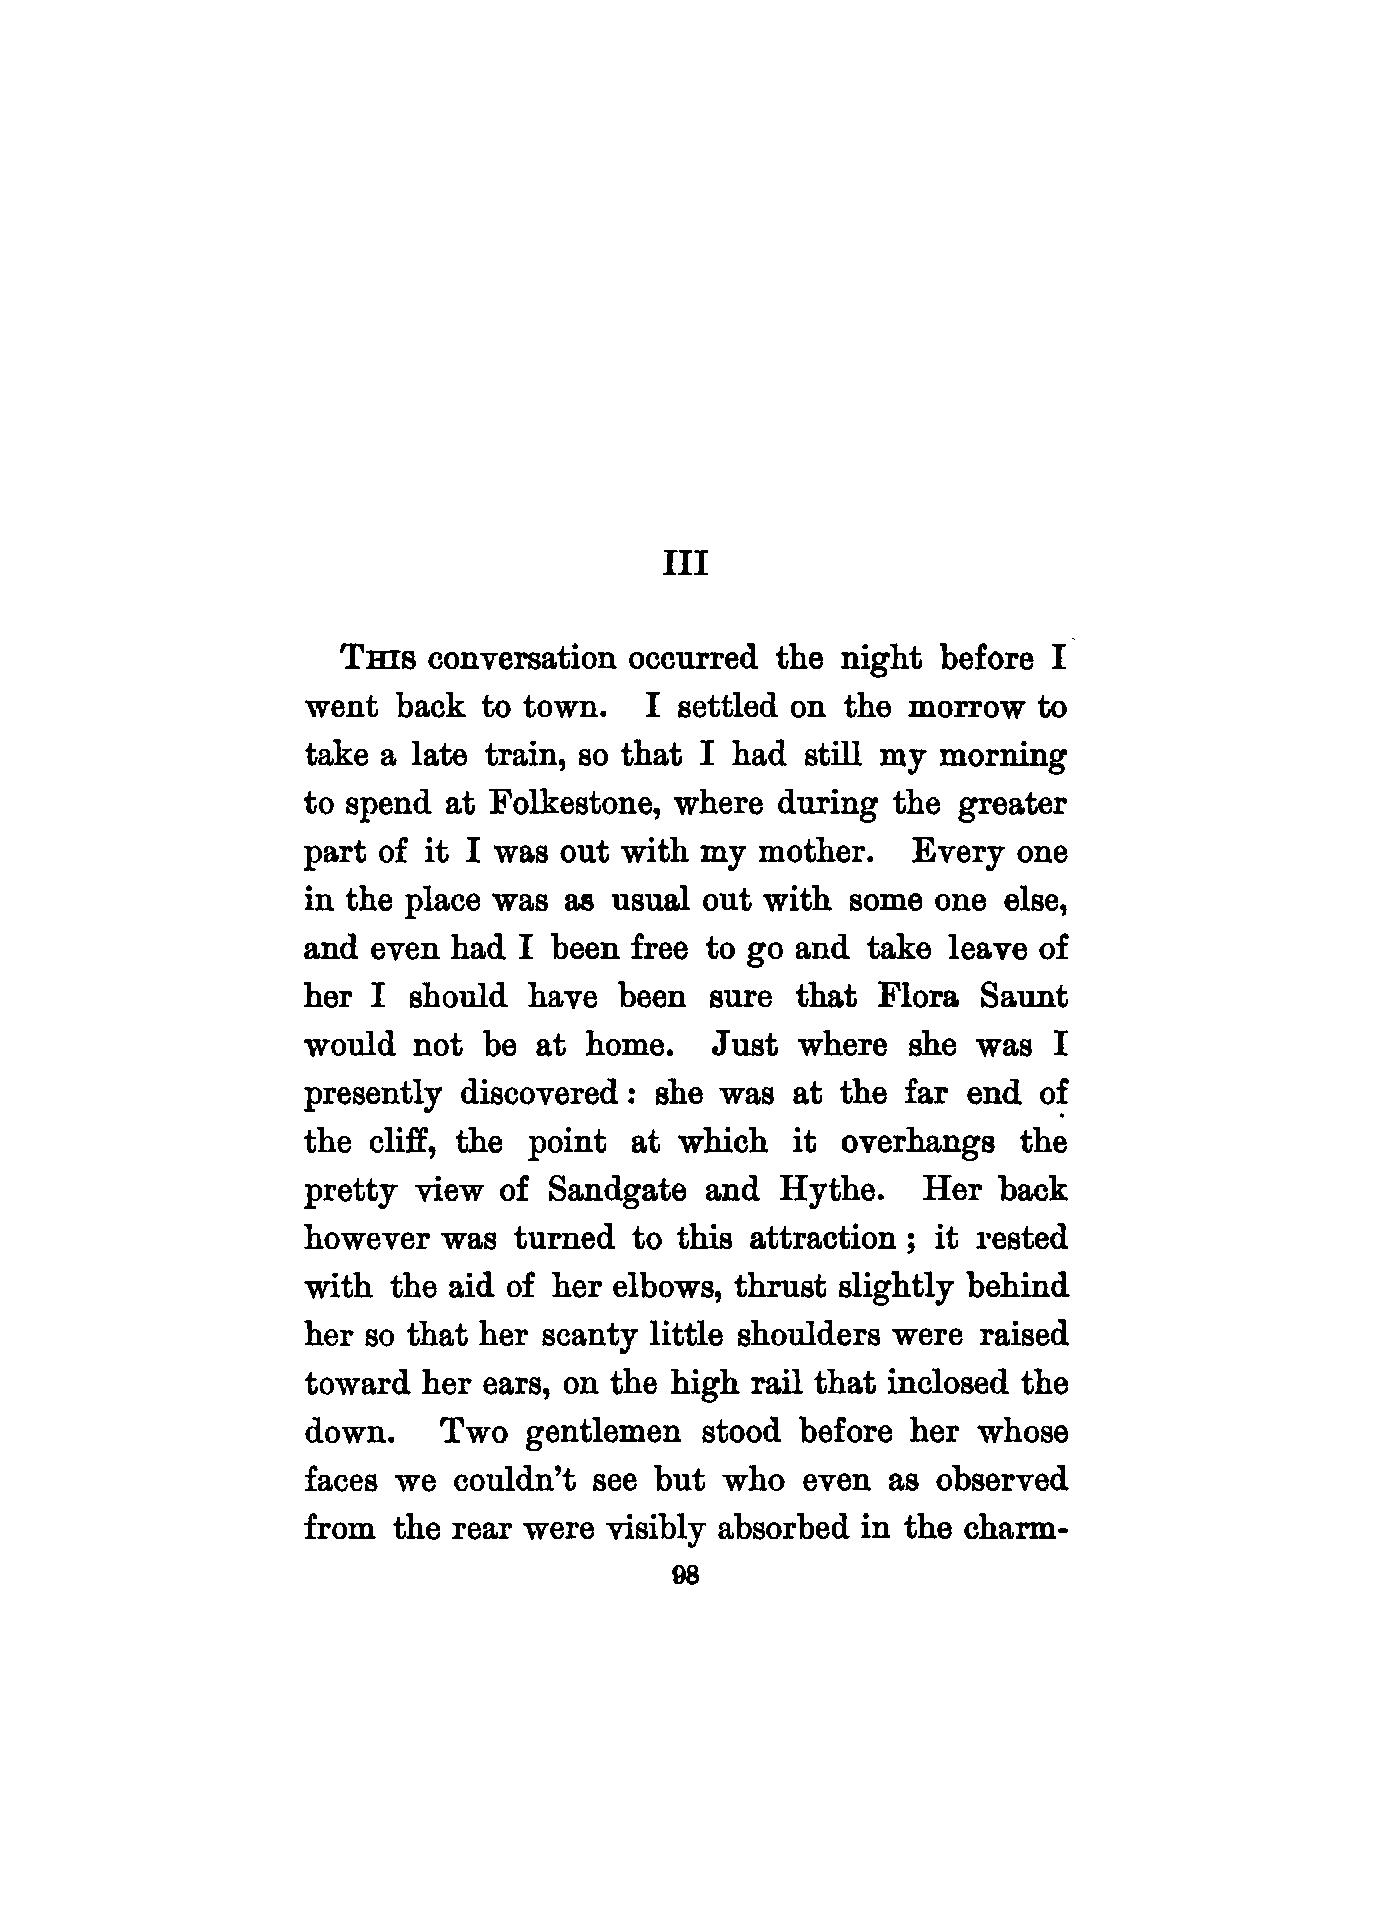 III
This conversation occurred the night before I
went back to town. I settled on the morrow to
take a late train, so that I had still my morning
to spend at Folkestone, where during the greater
part of it I was out with my mother. Every one
in the place was as usual out with some one else,
and even had I been free to go and take leave of
her I should have been sure that Flora Saunt
would not be at home. Just where she was I
presently discovered: she was at the far end of
the cliff, the point at which it overhangs the
pretty view of Sandgate and Hythe. Her back
however was turned to this attraction; it rested
with the aid of her elbows, thrust slightly behind
her so that her scanty little shoulders were raised
toward her ears, on the high rail that inclosed the
down. Two gentlemen stood before her whose
faces we couldn't see but who even as observed
from the rear were visibly absorbed in the charm-
98